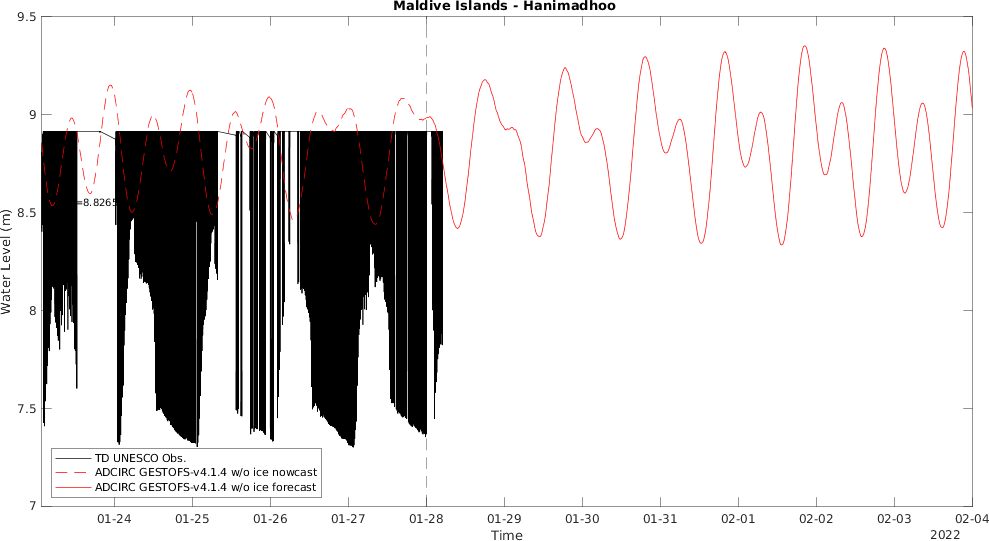 Maldive Islands - Hanimadhoo
9.5
9
8.5
8
7.5
7
Water Level (m)
=8.8265
TD UNESCO Obs.
ADCIRC GESTOFS-v4.1.4 w/o ice nowcast
ADCIRC GESTOFS-v4.1.4 w/o ice forecast
01-24 01-25 01-26 01-27 01-28 01-29 01-30 01-31 02-01 02-02 02-03 02-04
Time
2022